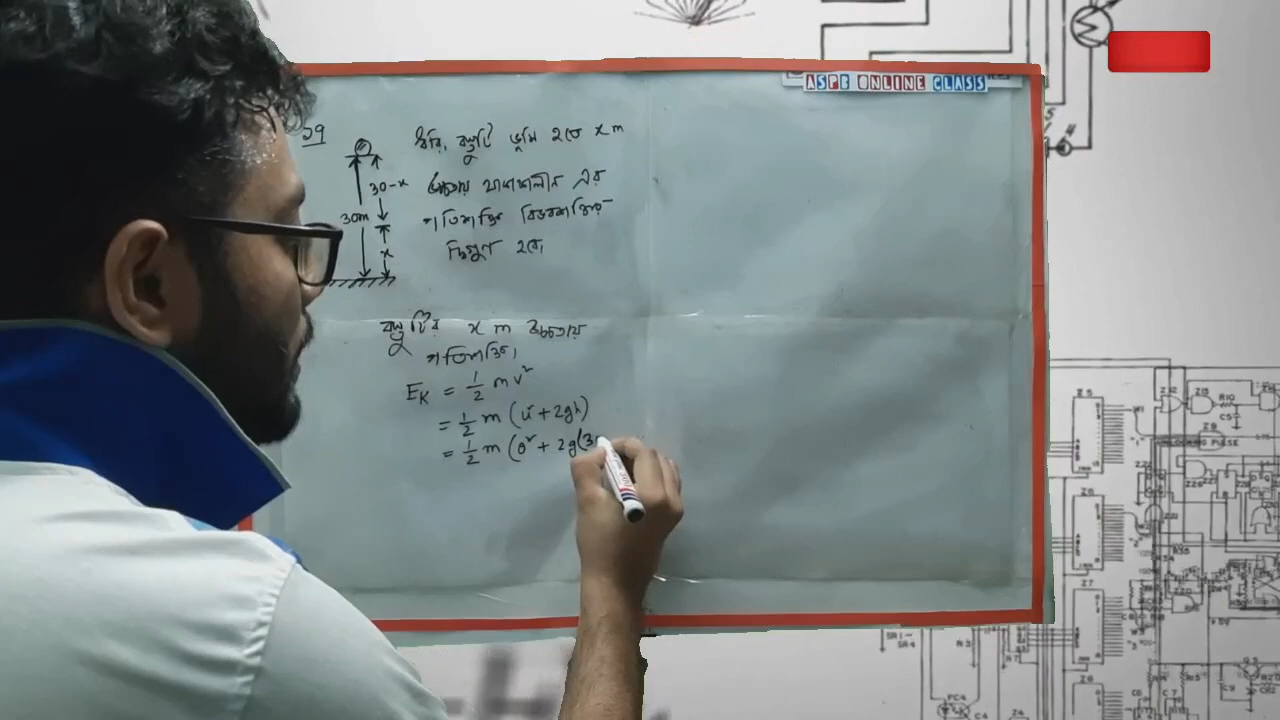 ASPB ONLINE CLASS
১৭
ধরি, বস্তুটি ভূমি হতে x m
উচ্চতায় এর
গতিশক্তি বিভবশক্তির
দ্বিগুণ হবে।
30-x
30m
x
বস্তুটির x m উচ্চতায়
গতিশক্তি।
E_K = 1/2 mv²
= 1/2 m (u² + 2gh)
= 1/2 m (0² + 2g(3